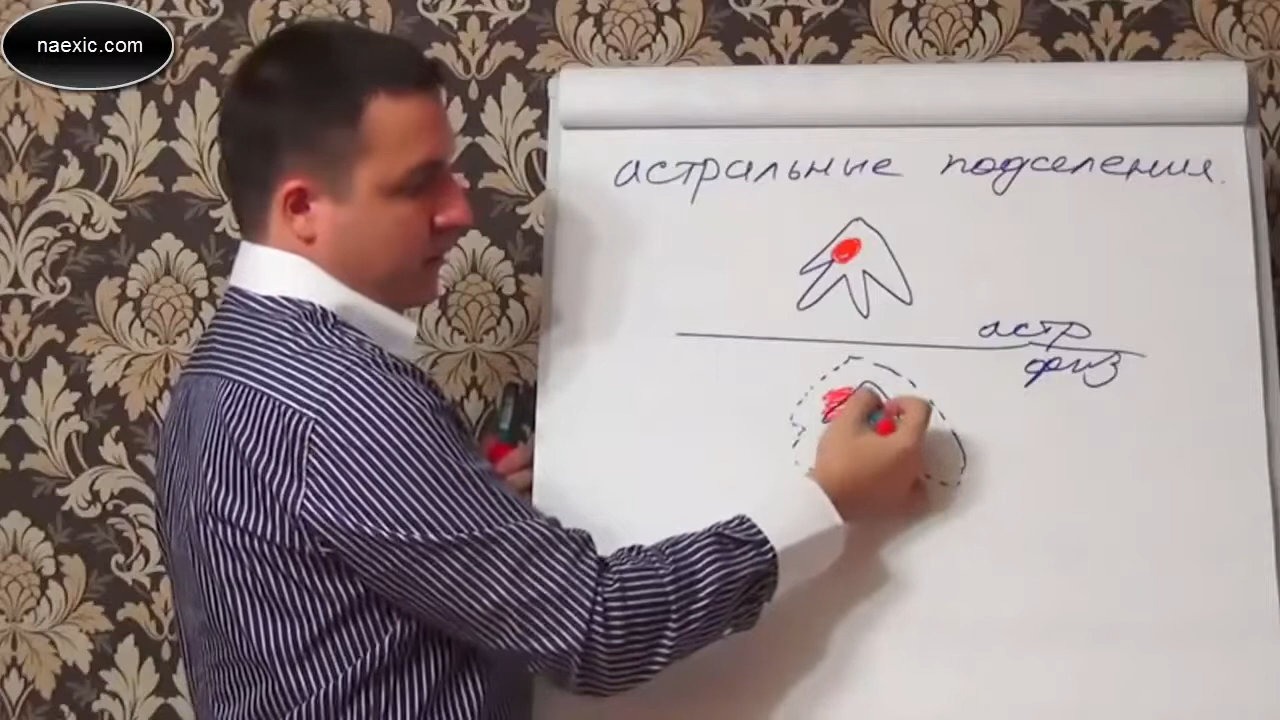 naexic.com
астральные подселения.
астр
физ